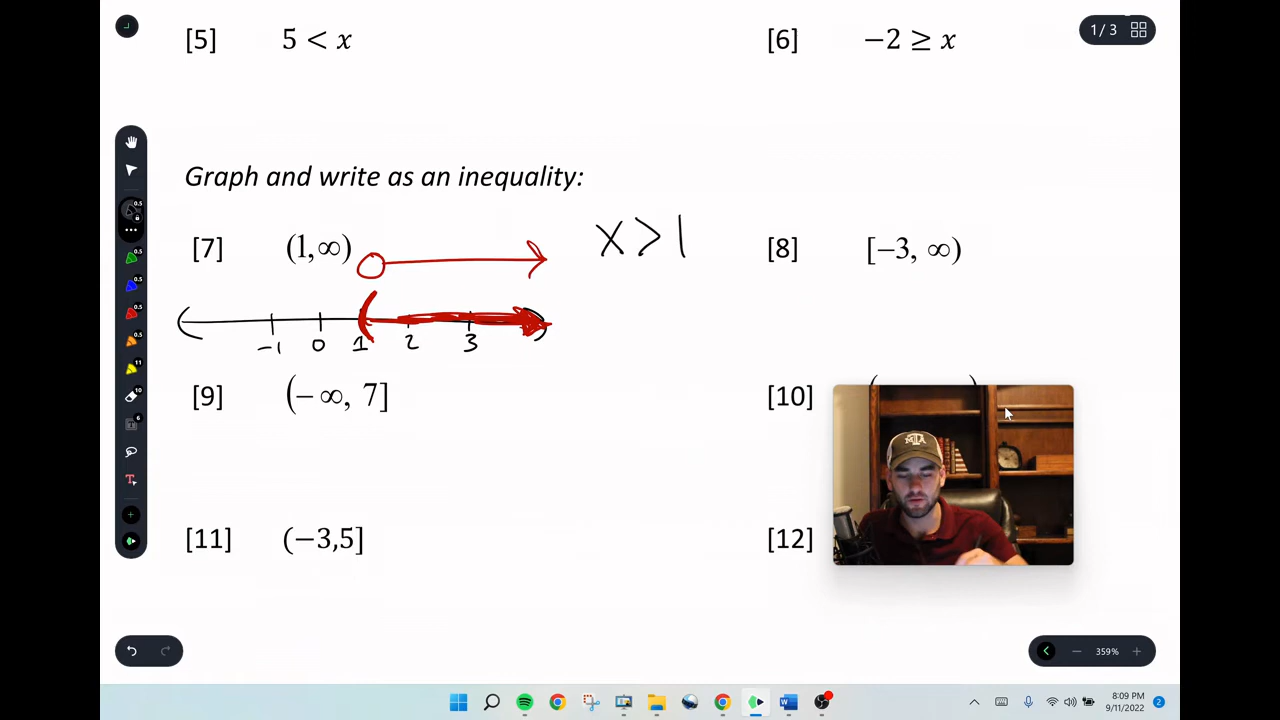 [5] 5 < x
[6] −2 ≥ x
1 / 3
Graph and write as an inequality:
[7] (1, ∞)
x > 1
[8] [−3, ∞)
-1 0 1 2 3
[9] (− ∞, 7]
[10]
[11] (−3,5]
[12]
359%
8:09 PM
9/11/2022
2